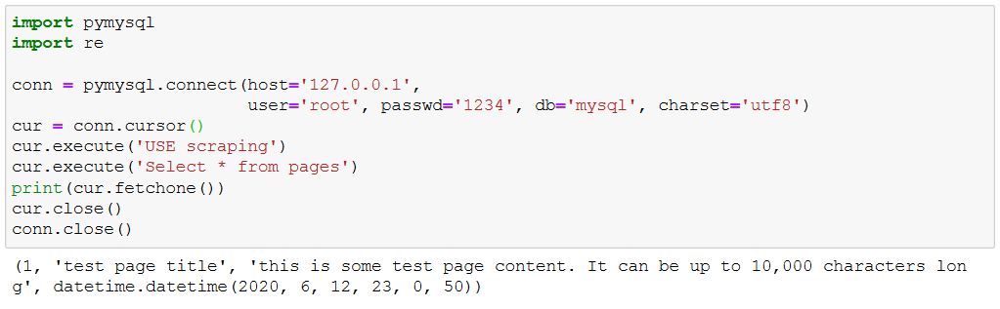 import pymysql
import re

conn = pymysql.connect(host='127.0.0.1',
                       user='root', passwd='1234', db='mysql', charset='utf8')
cur = conn.cursor()
cur.execute('USE scraping')
cur.execute('Select * from pages')
print(cur.fetchone())
cur.close()
conn.close()
(1, 'test page title', 'this is some test page content. It can be up to 10,000 characters lon
g', datetime.datetime(2020, 6, 12, 23, 0, 50))